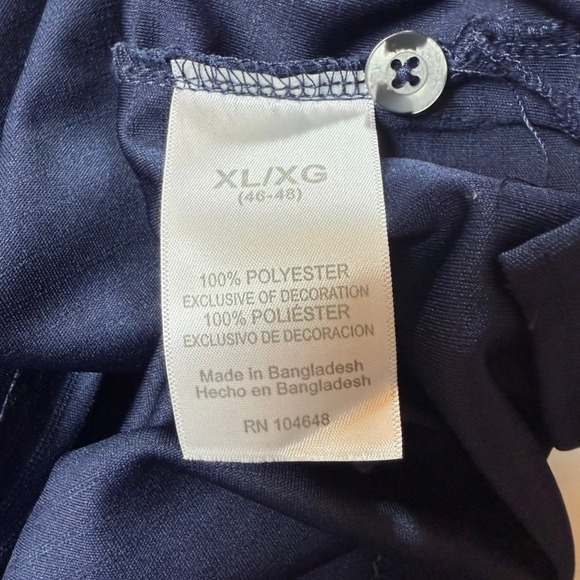 XL/XG
(46-48)
100% POLYESTER
EXCLUSIVE OF DECORATION
100% POLIÉSTER
EXCLUSIVO DE DECORACION
Made in Bangladesh
Hecho en Bangladesh
RN 104648